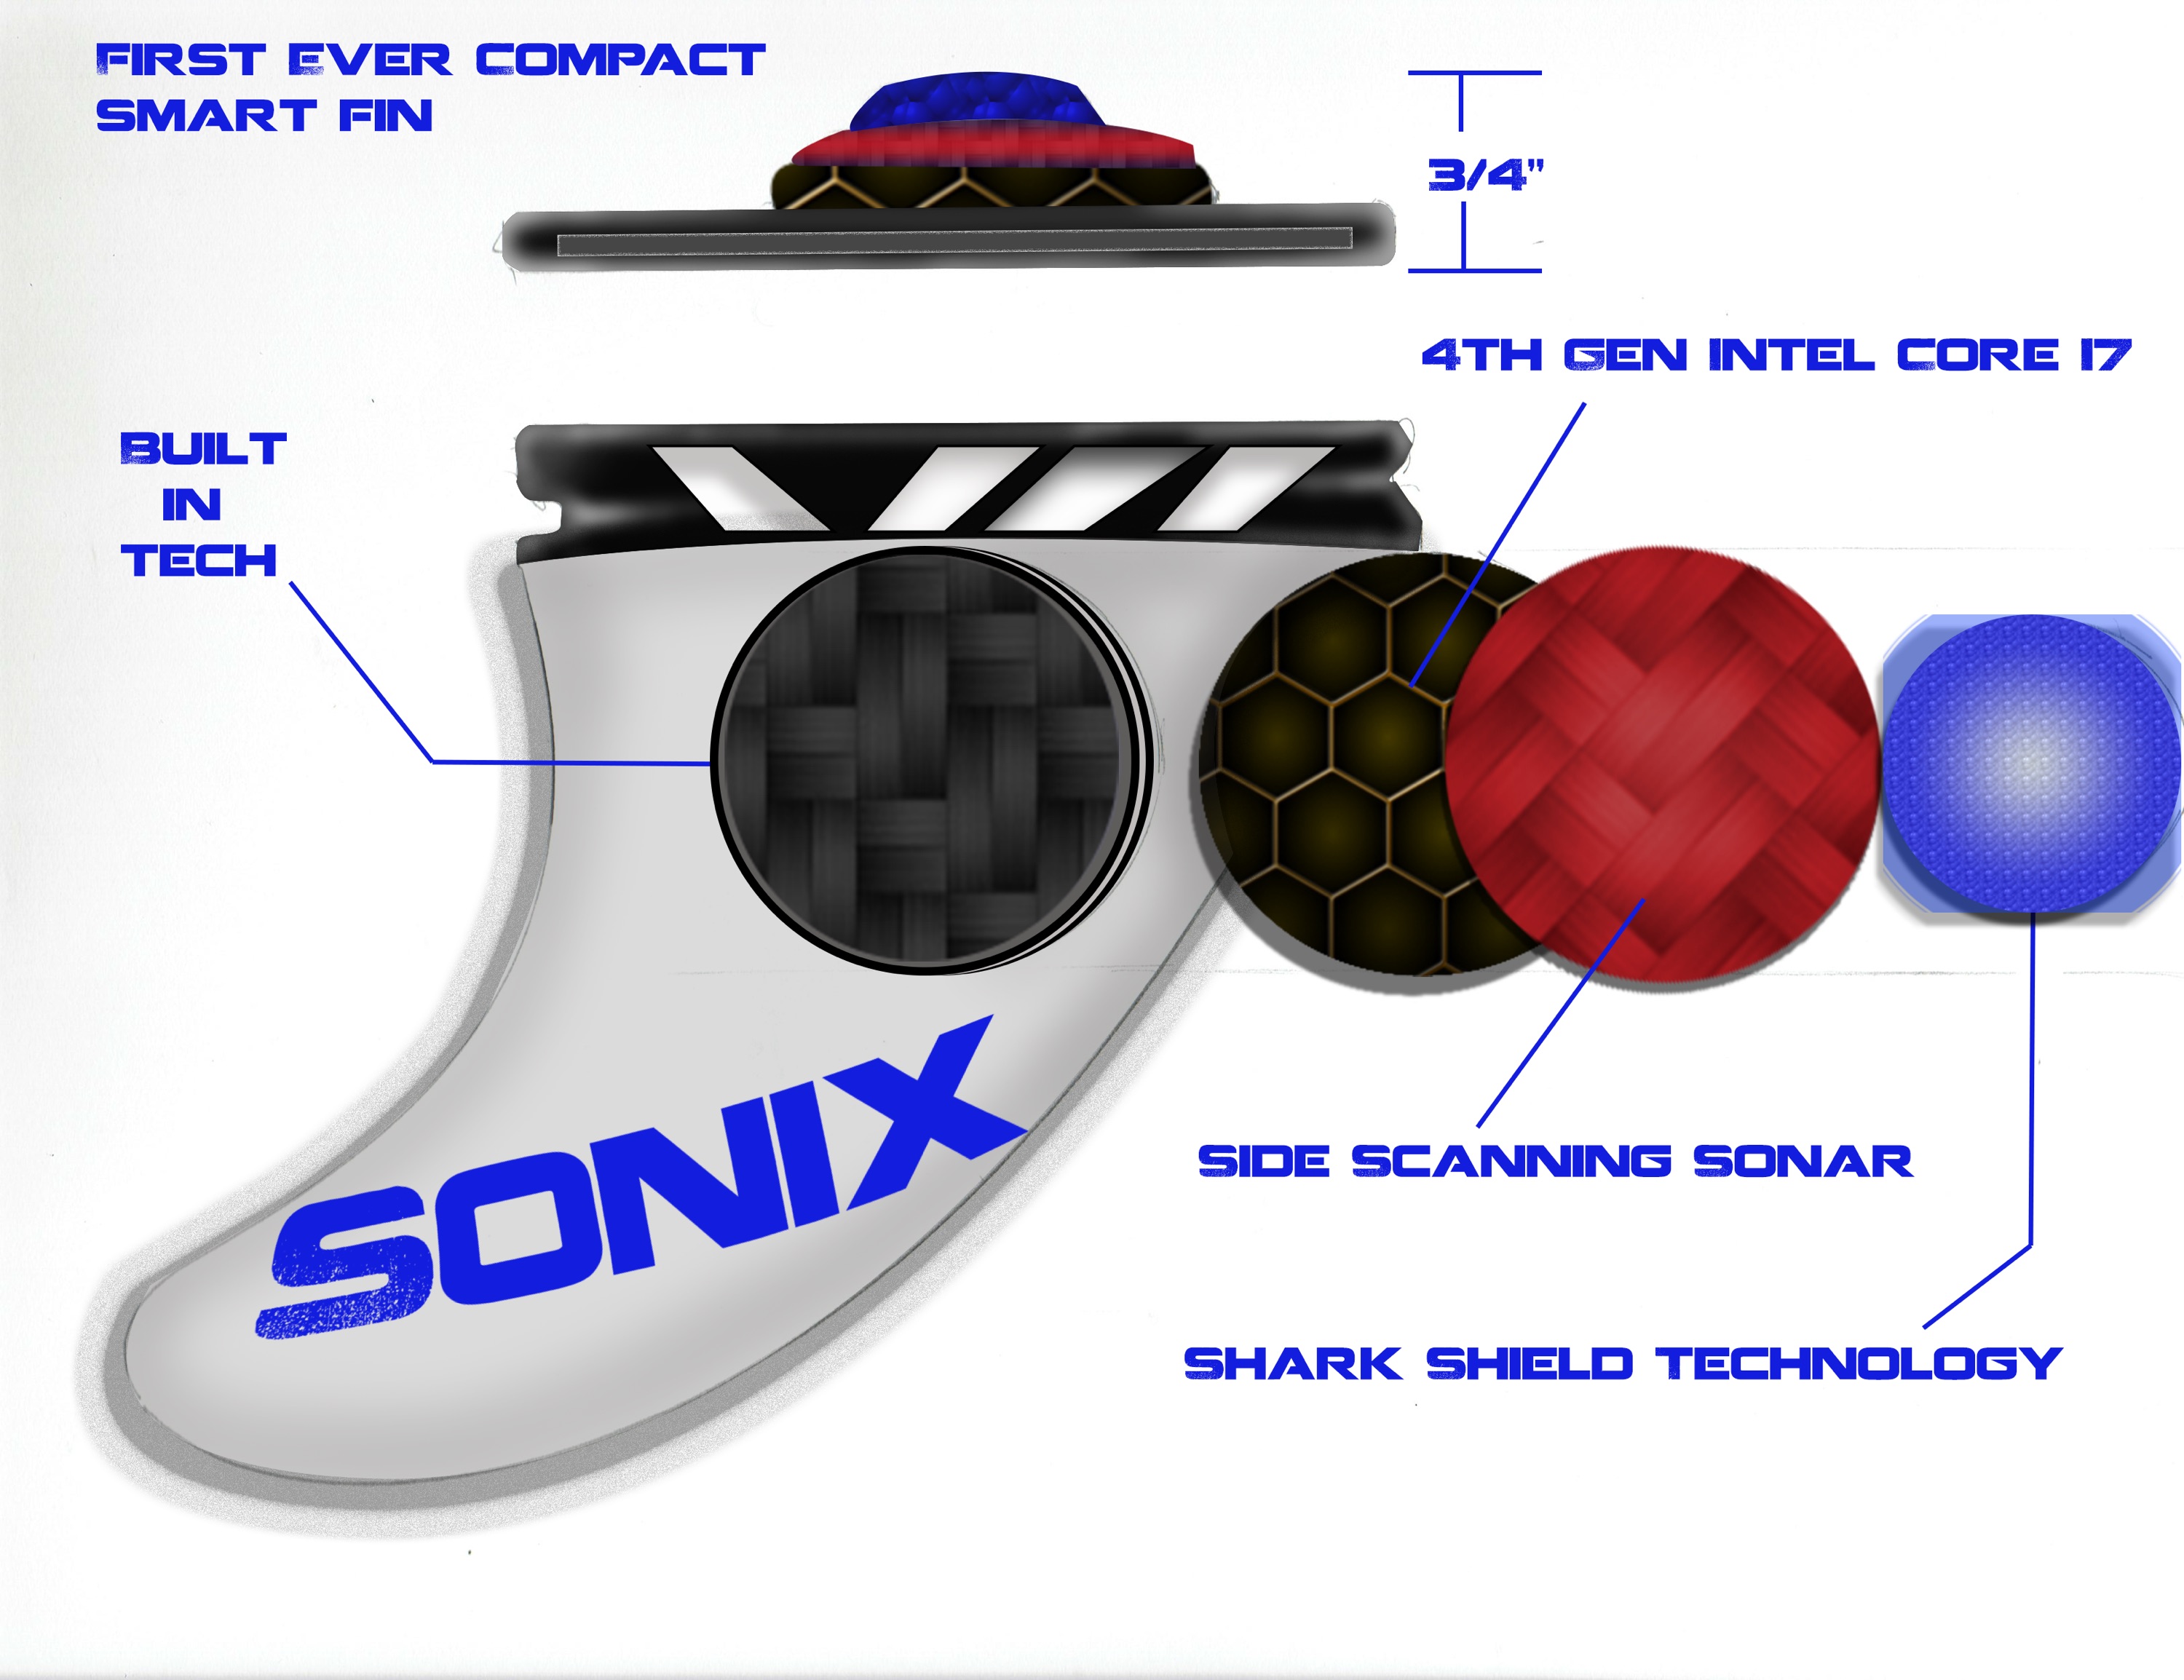 FIRST EVER COMPACT
SMART FIN
3/4"
4TH GEN INTEL CORE I7
BUILT
IN
TECH
SONIX
SIDE SCANNING SONAR
SHARK SHIELD TECHNOLOGY